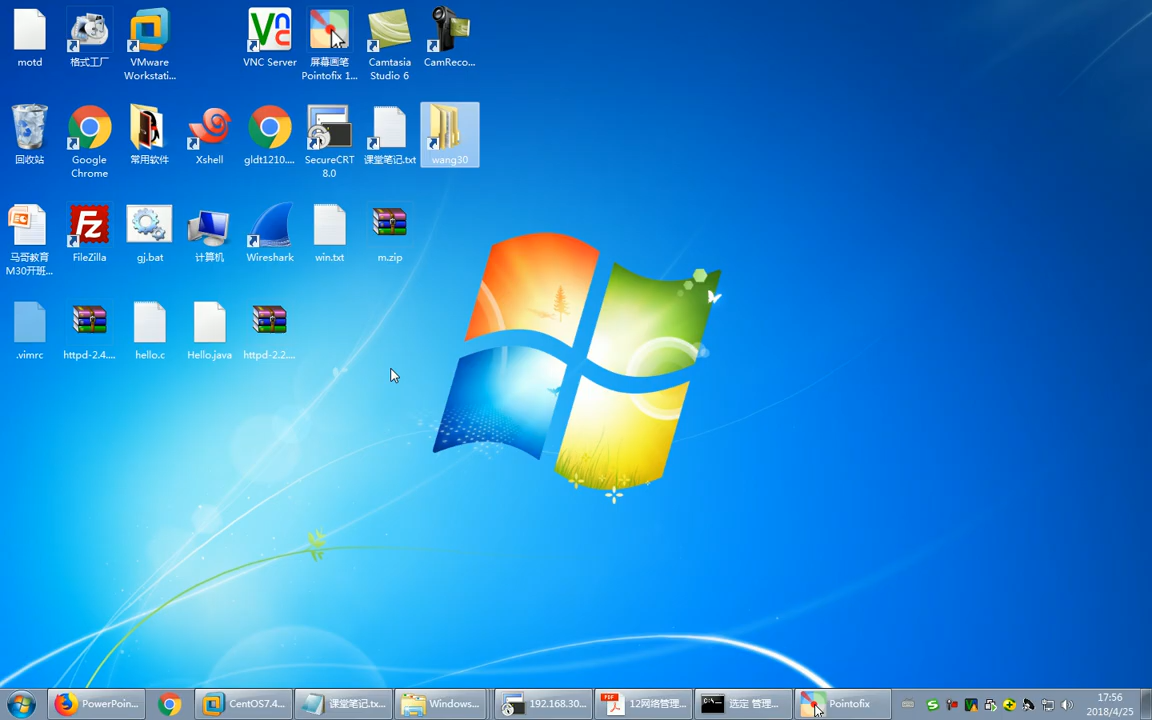 motd
格式工厂
VMware
Workstati...
VNC Server
屏幕画笔
Pointofix 1...
Camtasia
Studio 6
CamReco...
回收站
Google
Chrome
常用软件
Xshell
gldt1210....
SecureCRT
8.0
课堂笔记.txt
wang30
马哥教育
M30开班...
FileZilla
gj.bat
计算机
Wireshark
win.txt
m.zip
.vimrc
httpd-2.4....
hello.c
Hello.java
httpd-2.2....
PowerPoin...
CentOS7.4...
课堂笔记.tx...
Windows...
192.168.30...
12网络管理...
选定 管理...
Pointofix
17:56
2018/4/25